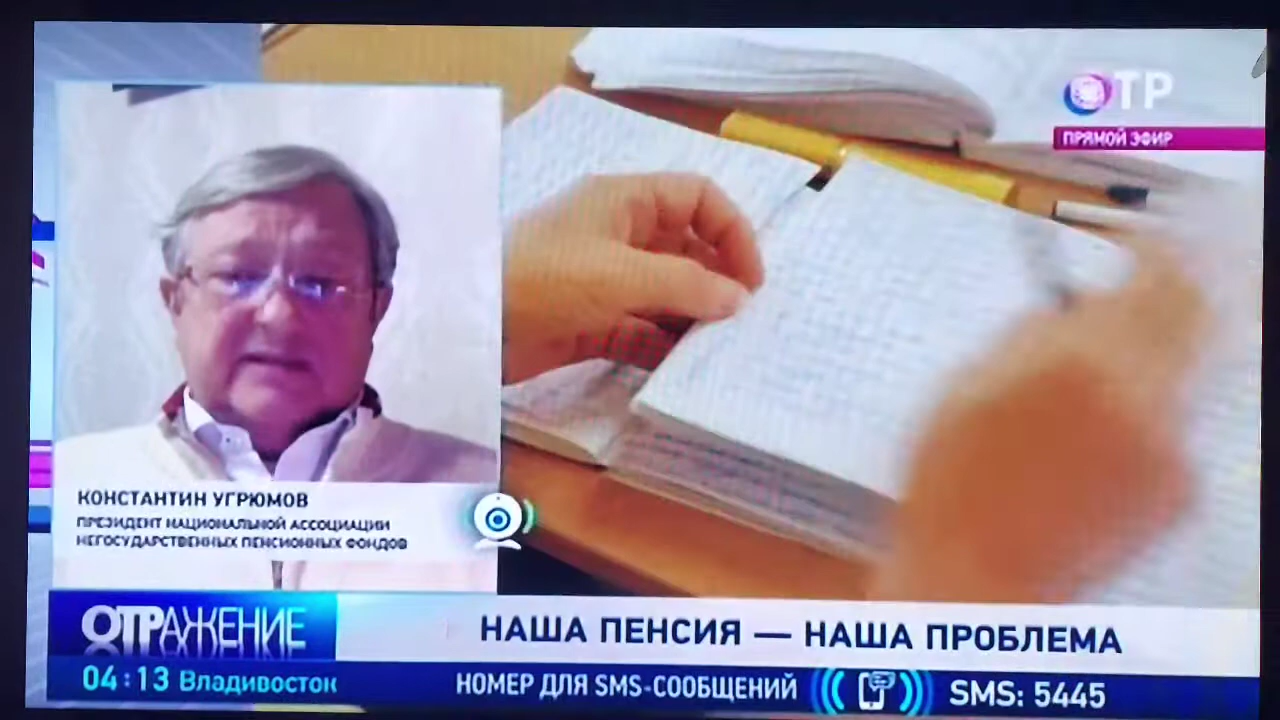 ОТР
ПРЯМОЙ ЭФИР
КОНСТАНТИН УГРЮМОВ
ПРЕЗИДЕНТ НАЦИОНАЛЬНОЙ АССОЦИАЦИИ
НЕГОСУДАРСТВЕННЫХ ПЕНСИОННЫХ ФОНДОВ
ОТРАЖЕНИЕ
НАША ПЕНСИЯ — НАША ПРОБЛЕМА
04:13 Владивосток
НОМЕР ДЛЯ SMS-СООБЩЕНИЙ
SMS: 5445